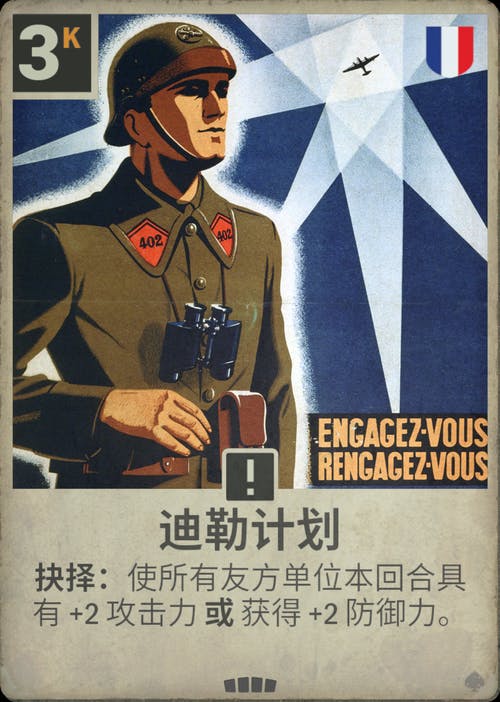 3K
402
402
ENGAGEZ-VOUS
RENGAGEZ-VOUS
!
迪勒计划
抉择：使所有友方单位本回合具
有 +2 攻击力 或 获得 +2 防御力。